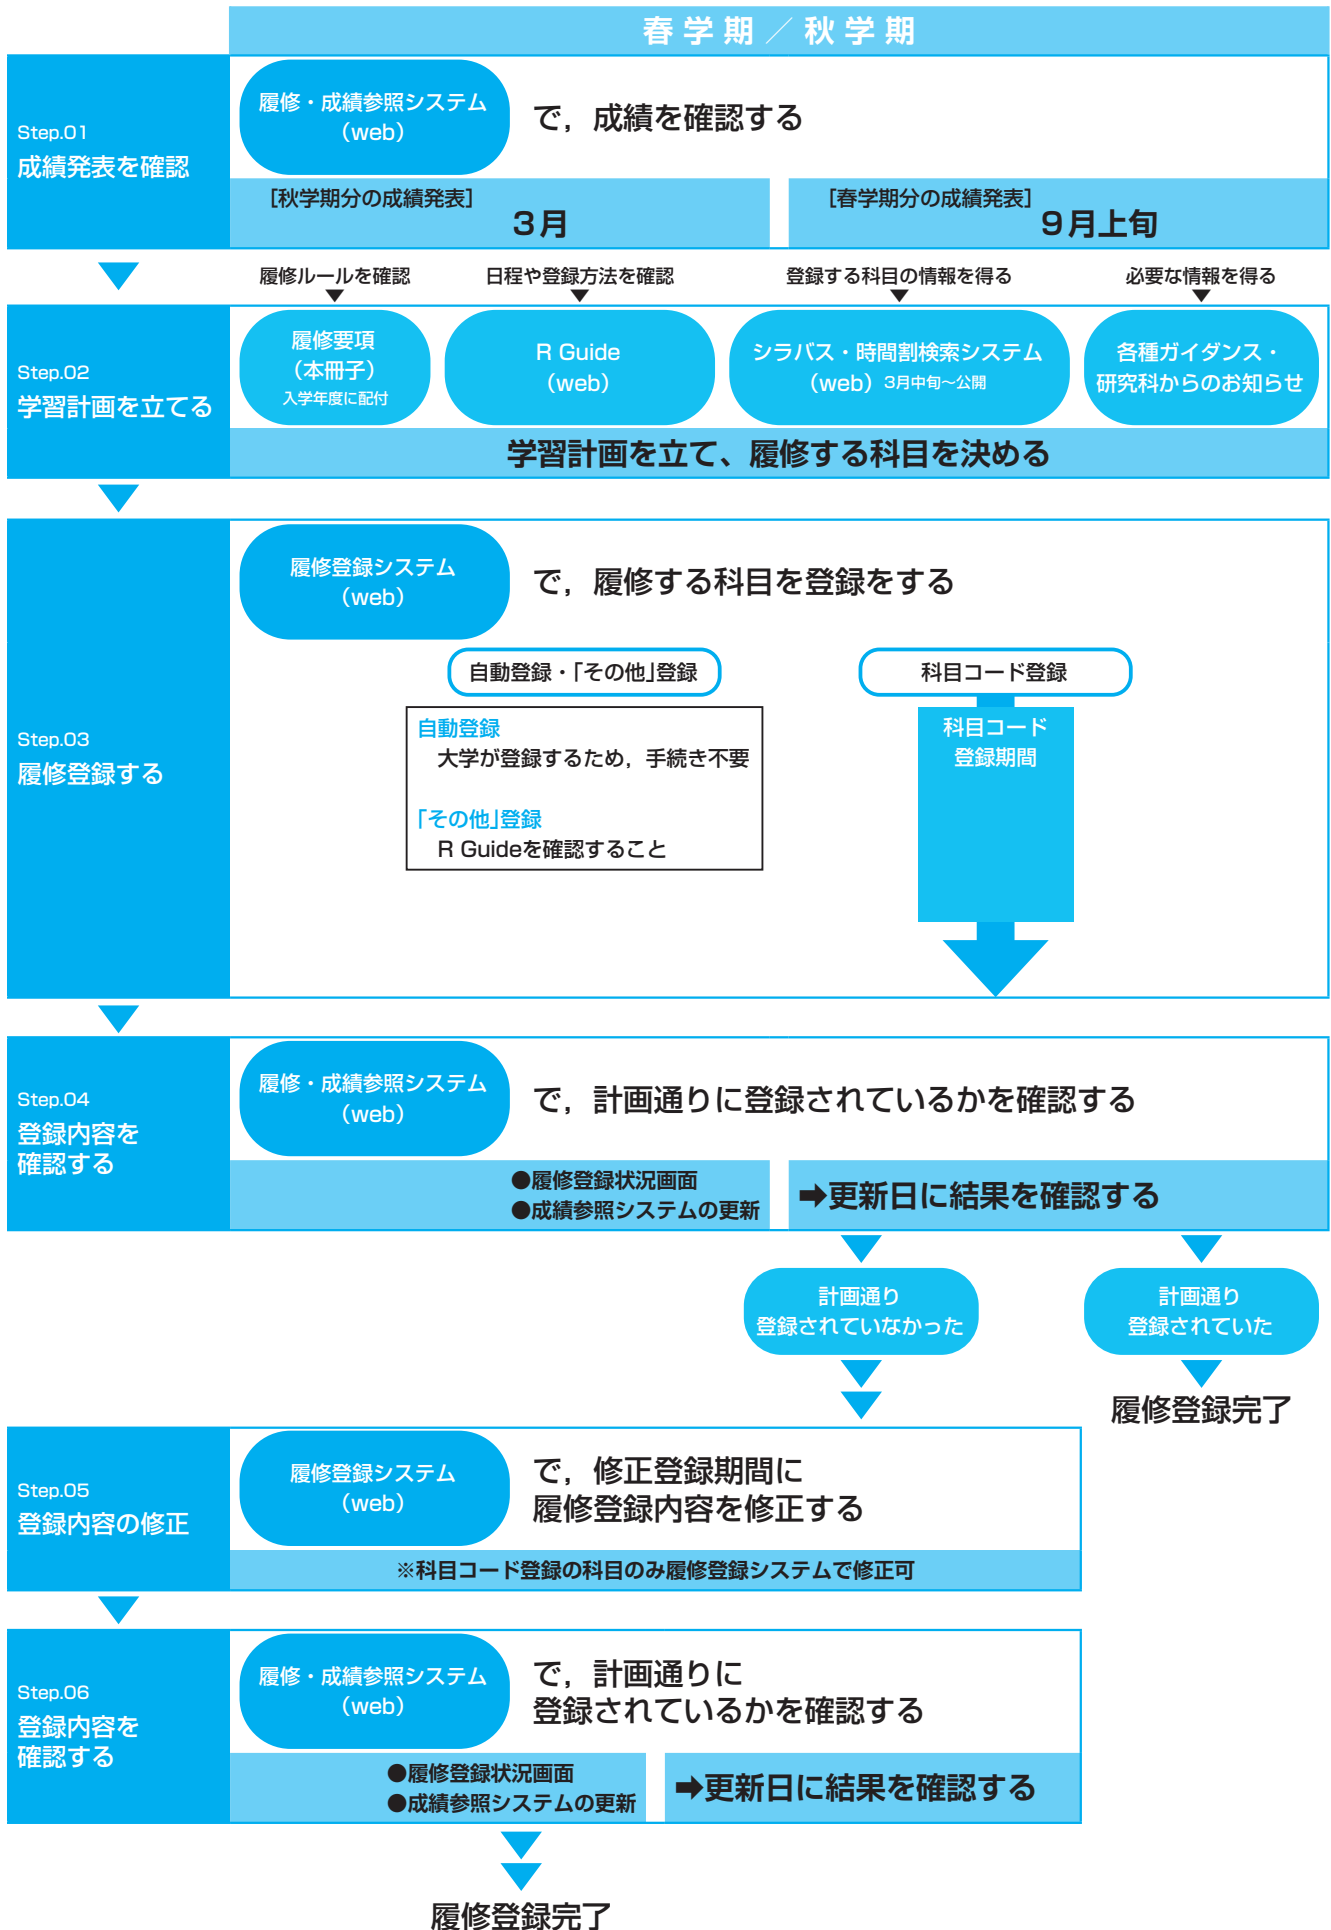 春学期／秋学期
Step.01
成績発表を確認
履修・成績参照システム
（web）
で，成績を確認する
［秋学期分の成績発表］
3月
［春学期分の成績発表］
9月上旬
履修ルールを確認
日程や登録方法を確認
登録する科目の情報を得る
必要な情報を得る
Step.02
学習計画を立てる
履修要項
（本冊子）
入学年度に配付
R Guide
（web）
シラバス・時間割検索システム
（web）3月中旬～公開
各種ガイダンス・
研究科からのお知らせ
学習計画を立て、履修する科目を決める
Step.03
履修登録する
履修登録システム
（web）
で，履修する科目を登録をする
自動登録・「その他」登録
自動登録
大学が登録するため，手続き不要
「その他」登録
R Guideを確認すること
科目コード登録
科目コード
登録期間
Step.04
登録内容を
確認する
履修・成績参照システム
（web）
で，計画通りに登録されているかを確認する
●履修登録状況画面
●成績参照システムの更新
➡更新日に結果を確認する
計画通り
登録されていなかった
計画通り
登録されていた
履修登録完了
Step.05
登録内容の修正
履修登録システム
（web）
で，修正登録期間に
履修登録内容を修正する
※科目コード登録の科目のみ履修登録システムで修正可
Step.06
登録内容を
確認する
履修・成績参照システム
（web）
で，計画通りに
登録されているかを確認する
●履修登録状況画面
●成績参照システムの更新
➡更新日に結果を確認する
履修登録完了